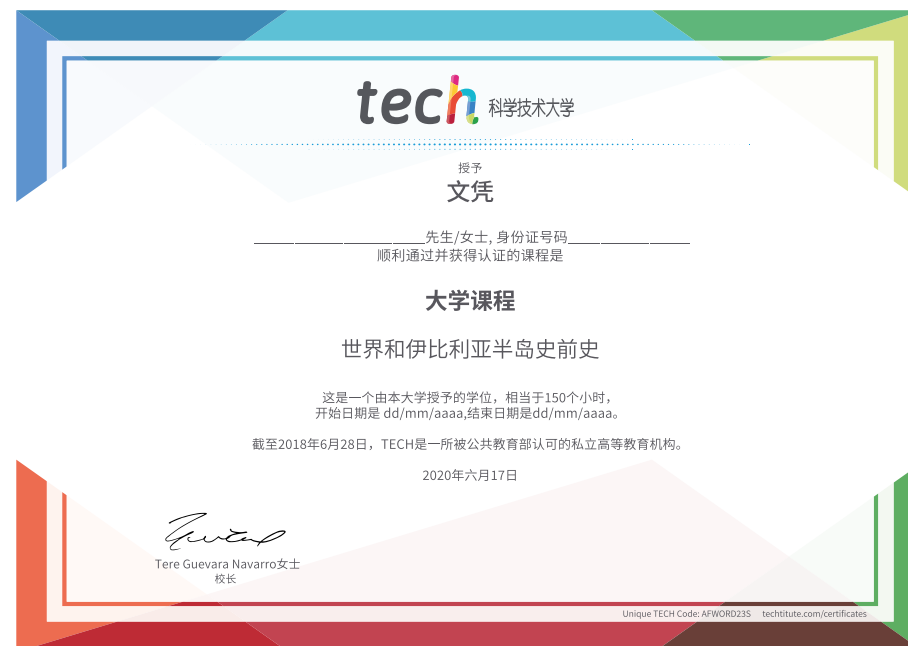 tech 科学技术大学
授予
文凭
______________________先生/女士, 身份证号码_______________
顺利通过并获得认证的课程是
大学课程
世界和伊比利亚半岛史前史
这是一个由本大学授予的学位，相当于150个小时，
开始日期是 dd/mm/aaaa,结束日期是dd/mm/aaaa。
截至2018年6月28日，TECH是一所被公共教育部认可的私立高等教育机构。
2020年六月17日
Tere Guevara Navarro女士
校长
Unique TECH Code: AFWORD23S techtitute.com/certificates